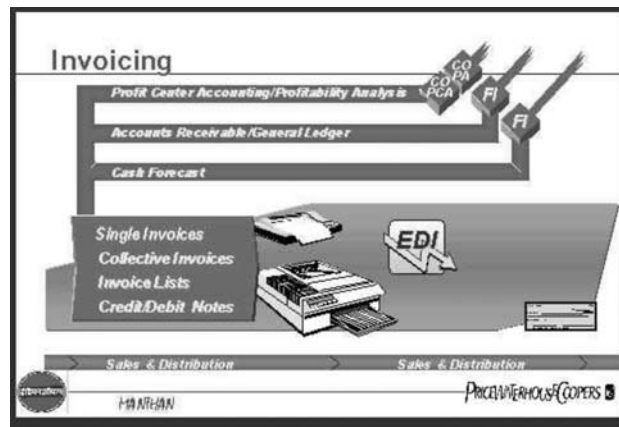 Invoicing
CO
PA
CO
PCA
FI
FI
Profit Center Accounting/Profitability Analysis
Accounts Receivable/General Ledger
Cash Forecast
Single Invoices
Collective Invoices
Invoice Lists
Credit/Debit Notes
EDI
Sales & Distribution
Sales & Distribution
MANTHAN
PRICEWATERHOUSECOOPERS